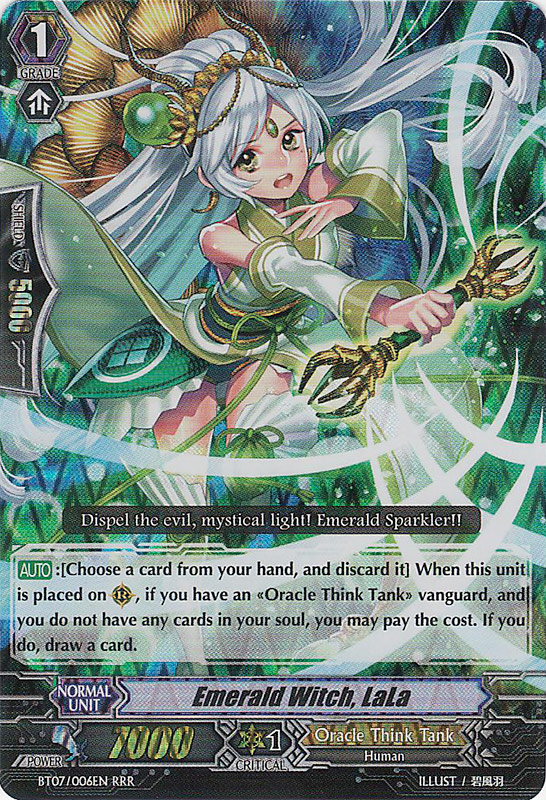 1
GRADE
SHIELD
5000
Dispel the evil, mystical light! Emerald Sparkler!!
AUTO :[Choose a card from your hand, and discard it] When this unit
is placed on , if you have an «Oracle Think Tank» vanguard, and
you do not have any cards in your soul, you may pay the cost. If you
do, draw a card.
NORMAL
UNIT
Emerald Witch, LaLa
POWER
7000
1
CRITICAL
Oracle Think Tank
Human
BT07/006EN RRR
ILLUST / 碧風羽